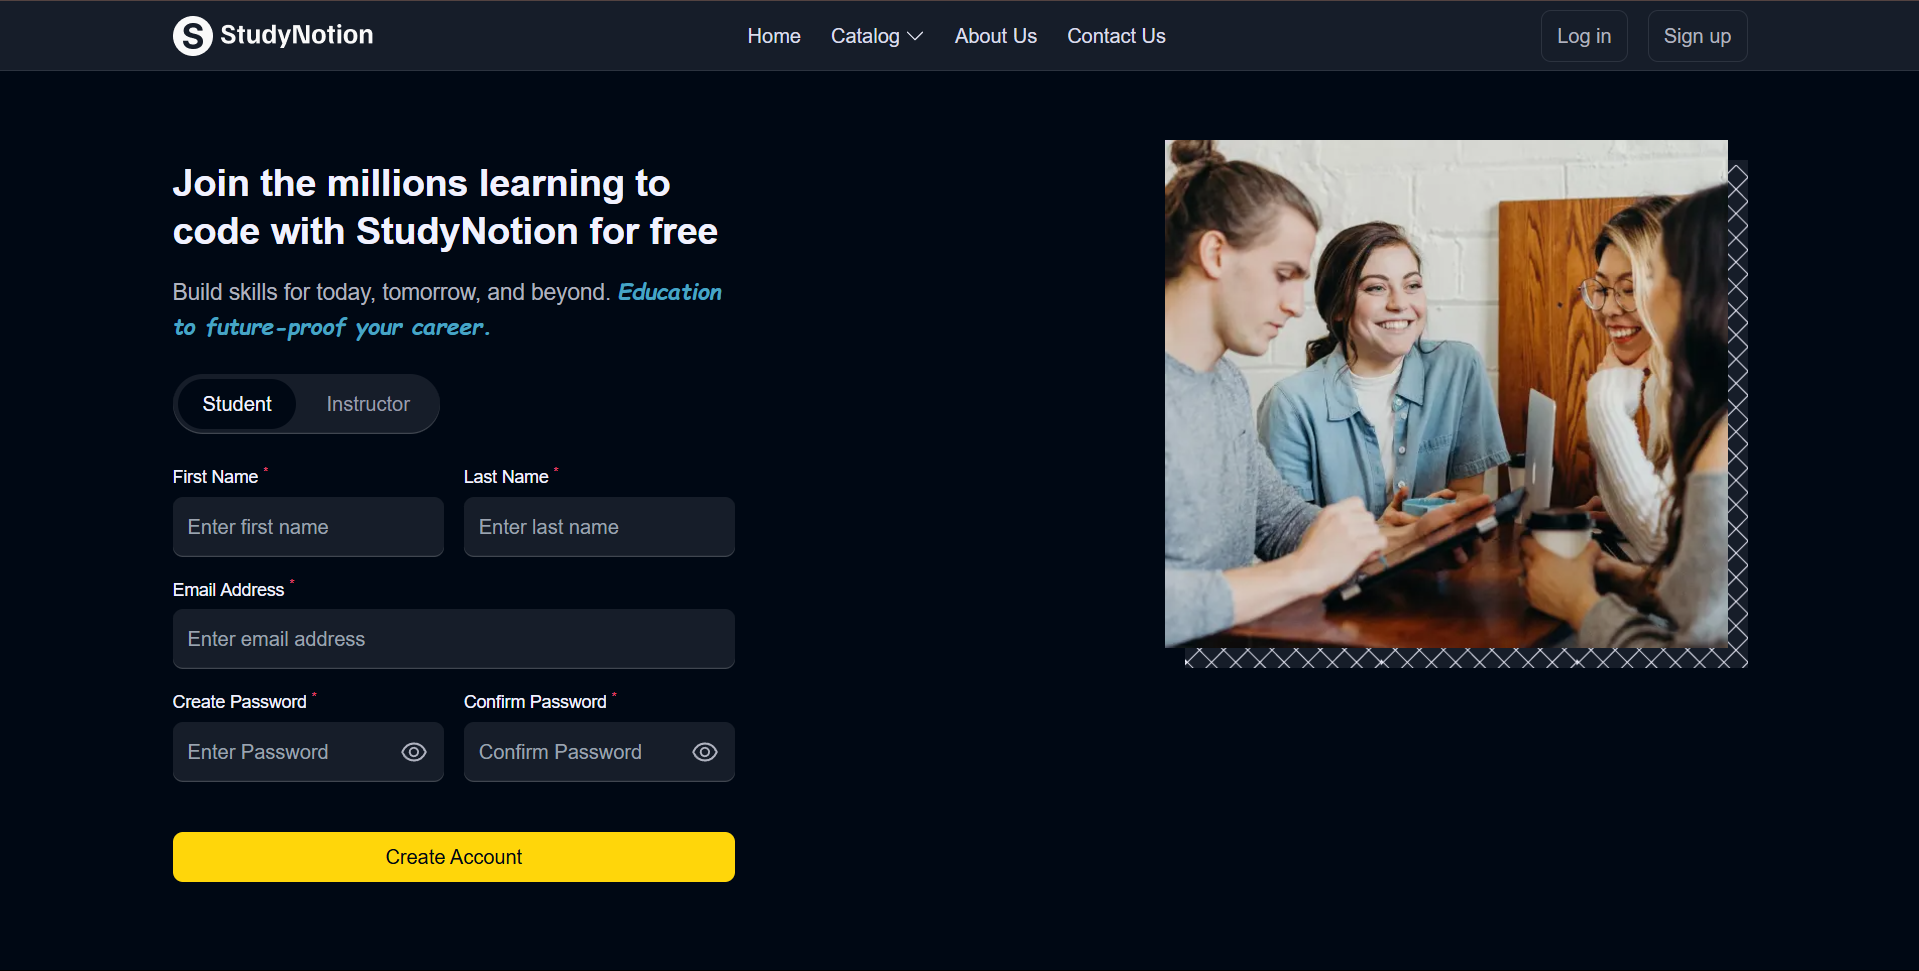 S StudyNotion
Home Catalog About Us Contact Us
Log in Sign up
Join the millions learning to
code with StudyNotion for free
Build skills for today, tomorrow, and beyond. Education
to future-proof your career.
Student Instructor
First Name * Last Name *
Enter first name Enter last name
Email Address *
Enter email address
Create Password * Confirm Password *
Enter Password Confirm Password
Create Account